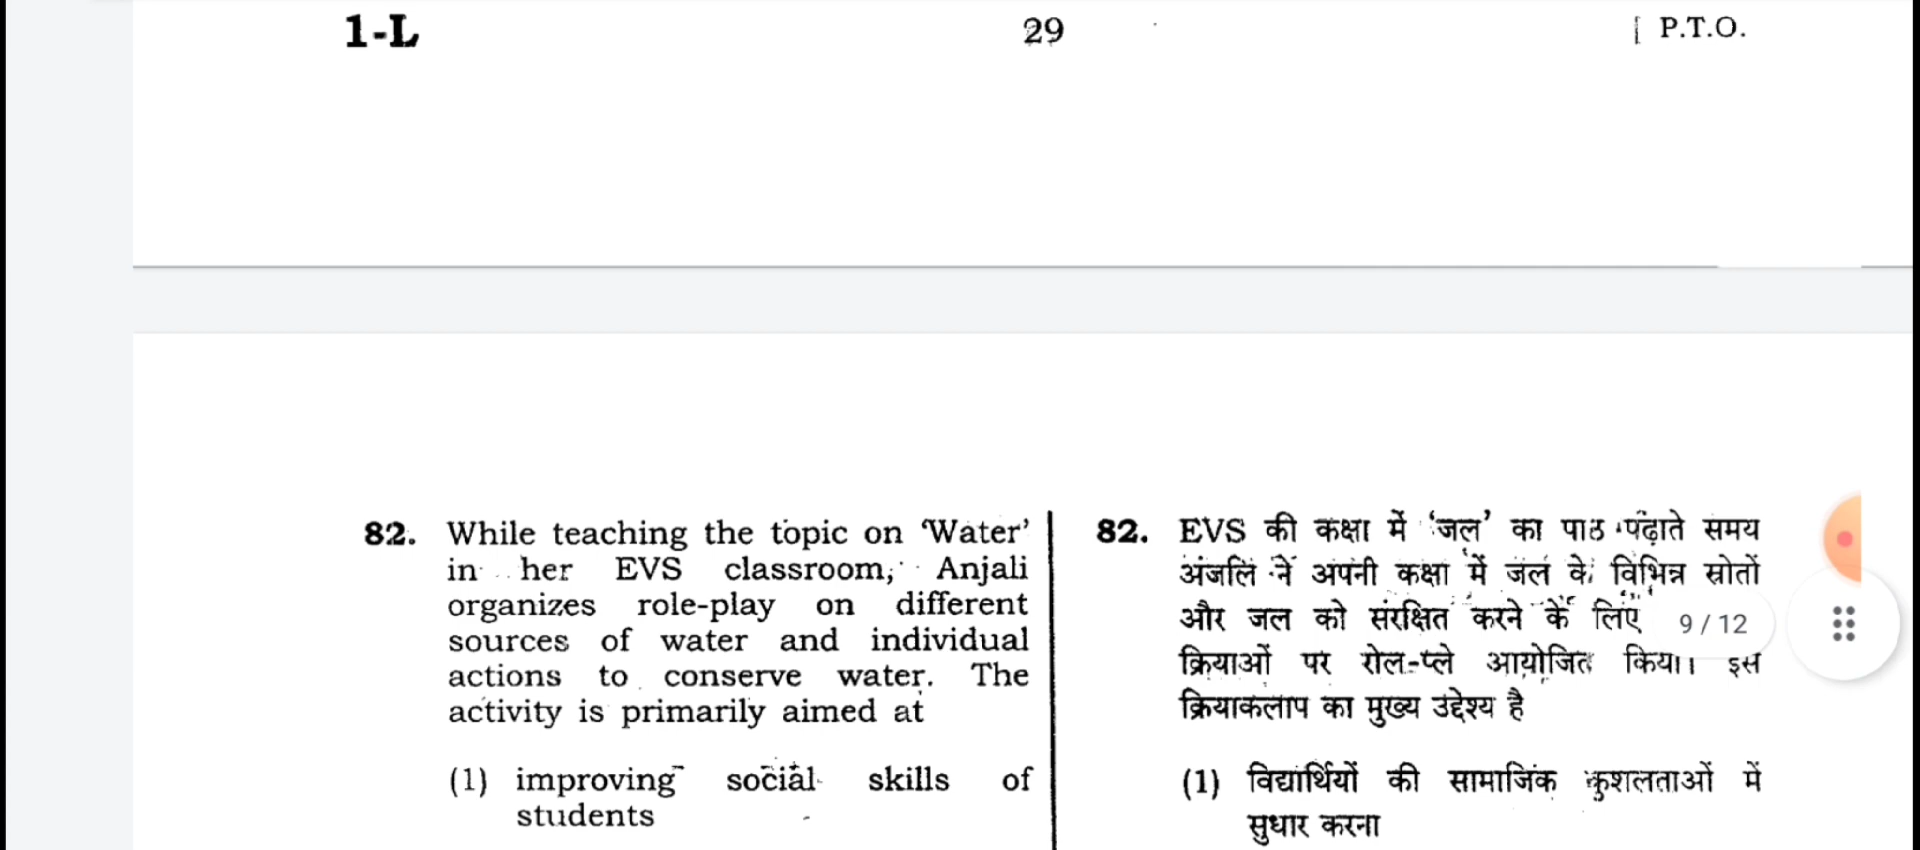 1-L 29 [ P.T.O.
82. While teaching the topic on ‘Water’
in her EVS classroom, Anjali
organizes role-play on different
sources of water and individual
actions to conserve water. The
activity is primarily aimed at
(1) improving social skills of
students
82. EVS की कक्षा में ‘जल’ का पाठ पढ़ाते समय
अंजलि ने अपनी कक्षा में जल के विभिन्न स्रोतों
और जल को संरक्षित करने के लिए
क्रियाओं पर रोल-प्ले आयोजित किया। इस
क्रियाकलाप का मुख्य उद्देश्य है
(1) विद्यार्थियों की सामाजिक कुशलताओं में
सुधार करना
9 / 12